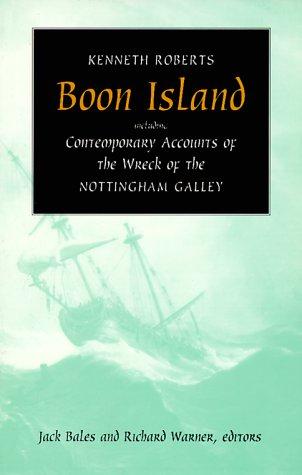 KENNETH ROBERTS
Boon Island
including
Contemporary Accounts of
the Wreck of the
NOTTINGHAM GALLEY
Jack Bales and Richard Warner, editors